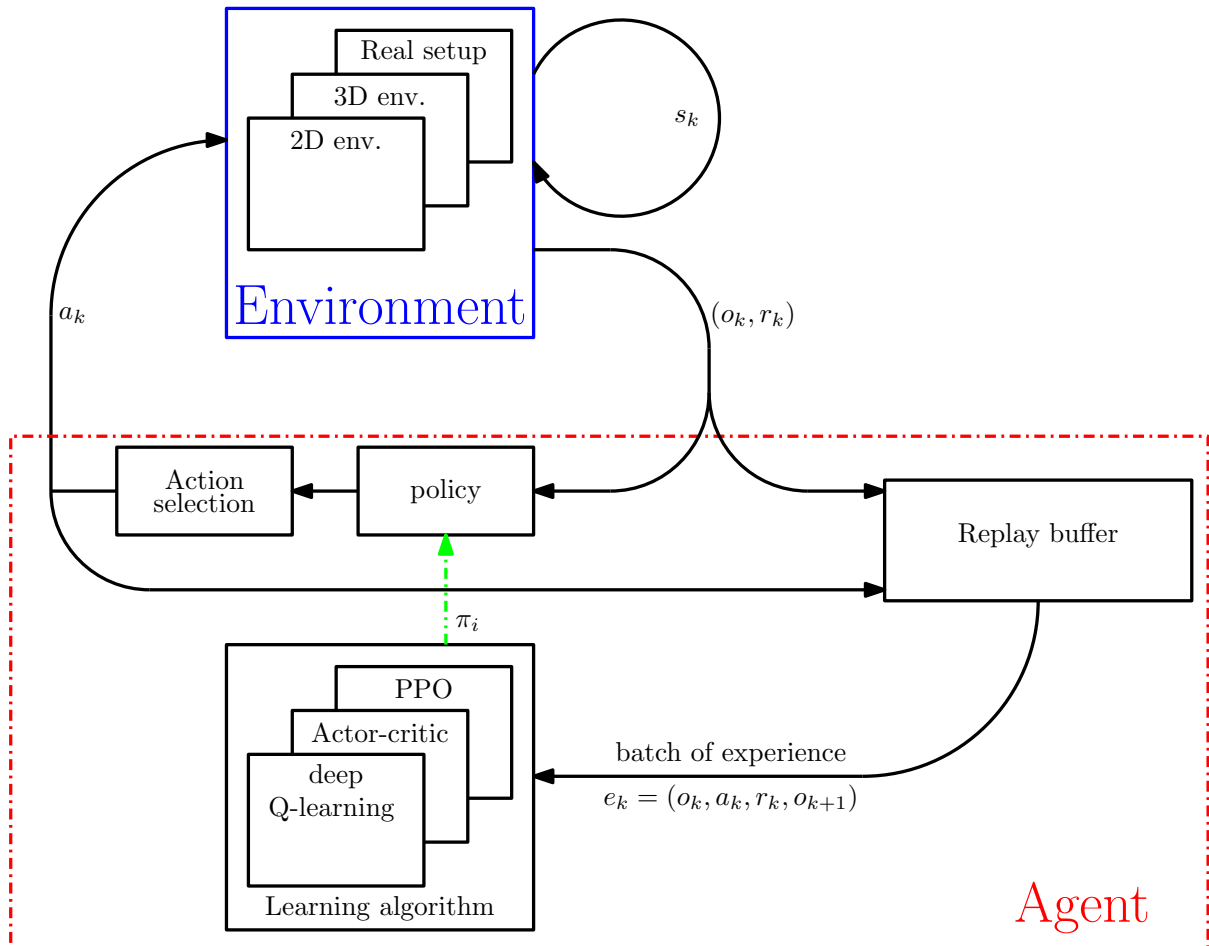 Real setup
3D env.
2D env.
s_k
Environment
a_k
(o_k, r_k)
Action
selection
policy
Replay buffer
π_i
PPO
Actor-critic
deep
Q-learning
Learning algorithm
batch of experience
e_k = (o_k, a_k, r_k, o_{k+1})
Agent